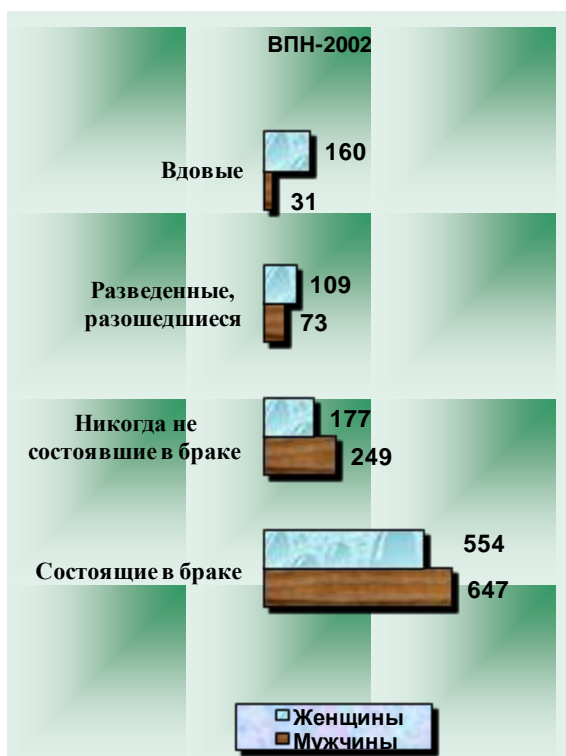 ВПН-2002
Вдовые
160
31
Разведенные,
разошедшиеся
109
73
Никогда не
состоявшие в браке
177
249
Состоящие в браке
554
647
Женщины
Мужчины